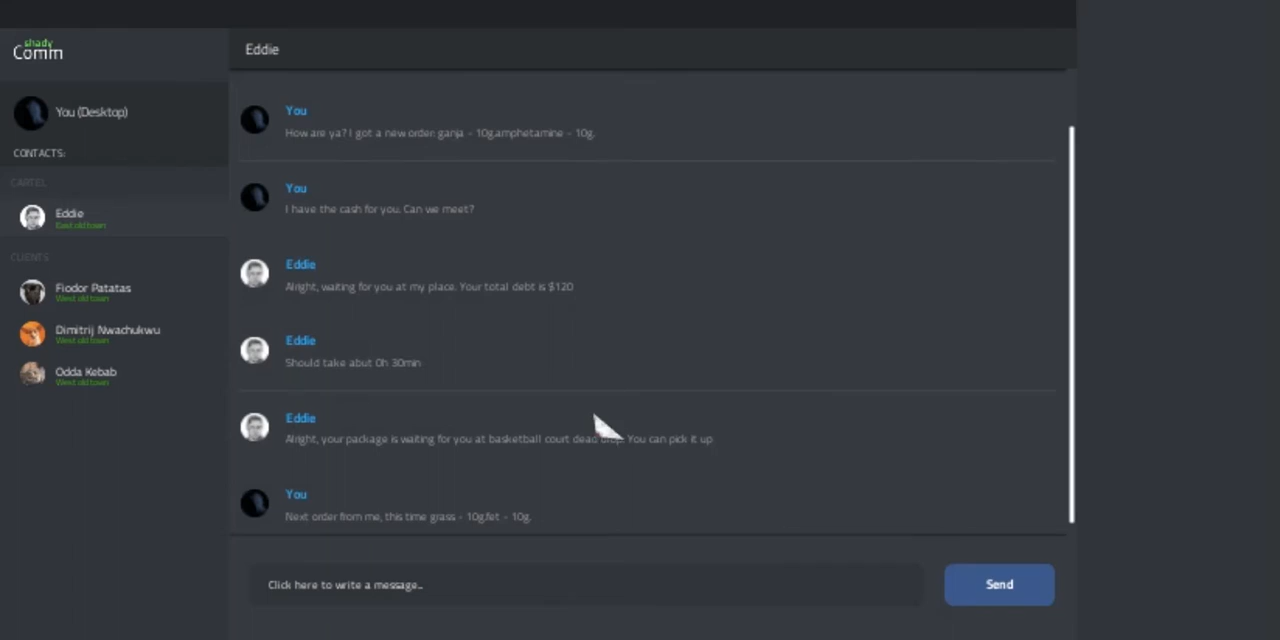 shady
Comm
Eddie
You (Desktop)
CONTACTS:
CARTEL
Eddie
East old town
CLIENTS
Fiodor Patatas
West old town
Dimitrij Nwachukwu
West old town
Odda Kebab
West old town
You
How are ya? I got a new order ganja - 10g,amphetamine - 10g.
You
I have the cash for you. Can we meet?
Eddie
Alright, waiting for you at my place. Your total debt is $120
Eddie
Should take abut 0h 30min
Eddie
Alright, your package is waiting for you at basketball court dead drop. You can pick it up
You
Next order from me, this time grass - 10g,fet - 10g.
Click here to write a message...
Send